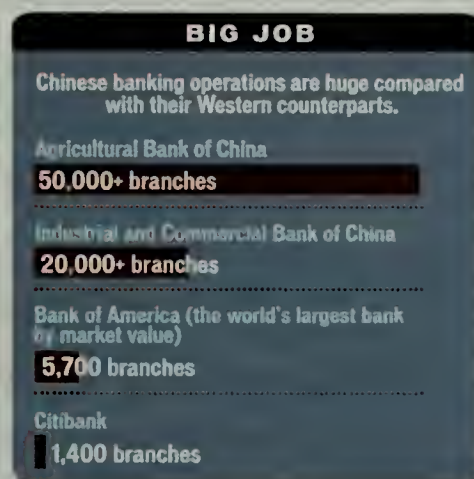 BIG JOB
Chinese banking operations are huge compared
with their Western counterparts.
Agricultural Bank of China
50,000+ branches
Industrial and Commercial Bank of China
20,000+ branches
Bank of America (the world's largest bank
by market value)
5,700 branches
Citibank
1,400 branches